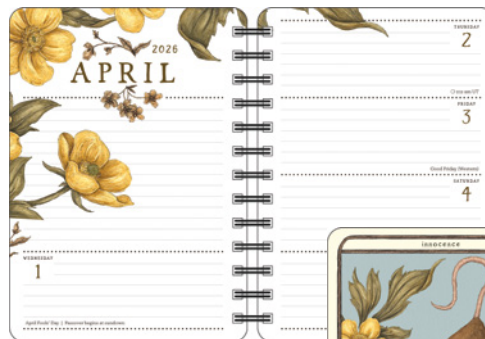 2026
APRIL
WEDNESDAY
1
April Fools' Day | Passover begins at sundown
THURSDAY
2
FRIDAY
3
Good Friday (Western)
SATURDAY
4
innocence